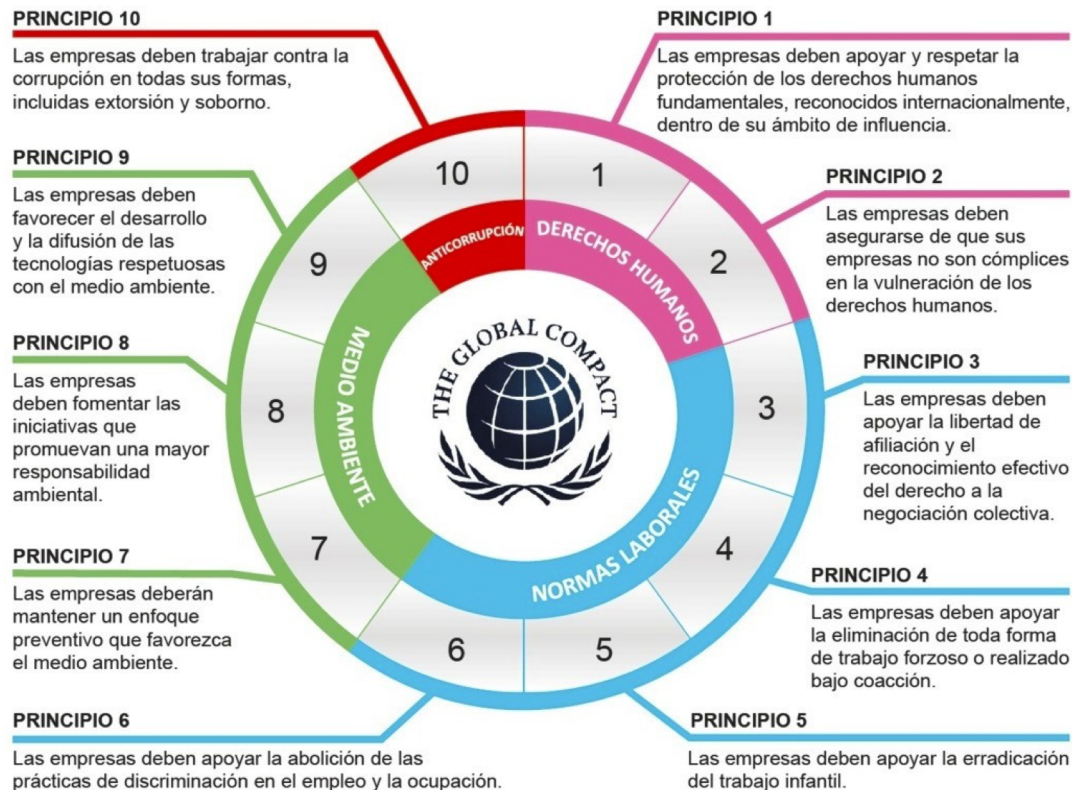 PRINCIPIO 10
Las empresas deben trabajar contra la
corrupción en todas sus formas,
incluidas extorsión y soborno.
PRINCIPIO 1
Las empresas deben apoyar y respetar la
protección de los derechos humanos
fundamentales, reconocidos internacionalmente,
dentro de su ámbito de influencia.
PRINCIPIO 9
Las empresas deben
favorecer el desarrollo
y la difusión de las
tecnologías respetuosas
con el medio ambiente.
PRINCIPIO 2
Las empresas deben
asegurarse de que sus
empresas no son cómplices
en la vulneración de los
derechos humanos.
PRINCIPIO 8
Las empresas
deben fomentar las
iniciativas que
promuevan una mayor
responsabilidad
ambiental.
PRINCIPIO 3
Las empresas deben
apoyar la libertad de
afiliación y el
reconocimiento efectivo
del derecho a la
negociación colectiva.
PRINCIPIO 7
Las empresas deberán
mantener un enfoque
preventivo que favorezca
el medio ambiente.
PRINCIPIO 4
Las empresas deben apoyar
la eliminación de toda forma
de trabajo forzoso o realizado
bajo coacción.
PRINCIPIO 6
Las empresas deben apoyar la abolición de las
prácticas de discriminación en el empleo y la ocupación.
PRINCIPIO 5
Las empresas deben apoyar la erradicación
del trabajo infantil.
10
1
2
3
4
5
6
7
8
9
ANTICORRUPCIÓN
DERECHOS HUMANOS
NORMAS LABORALES
MEDIO AMBIENTE
THE GLOBAL COMPACT